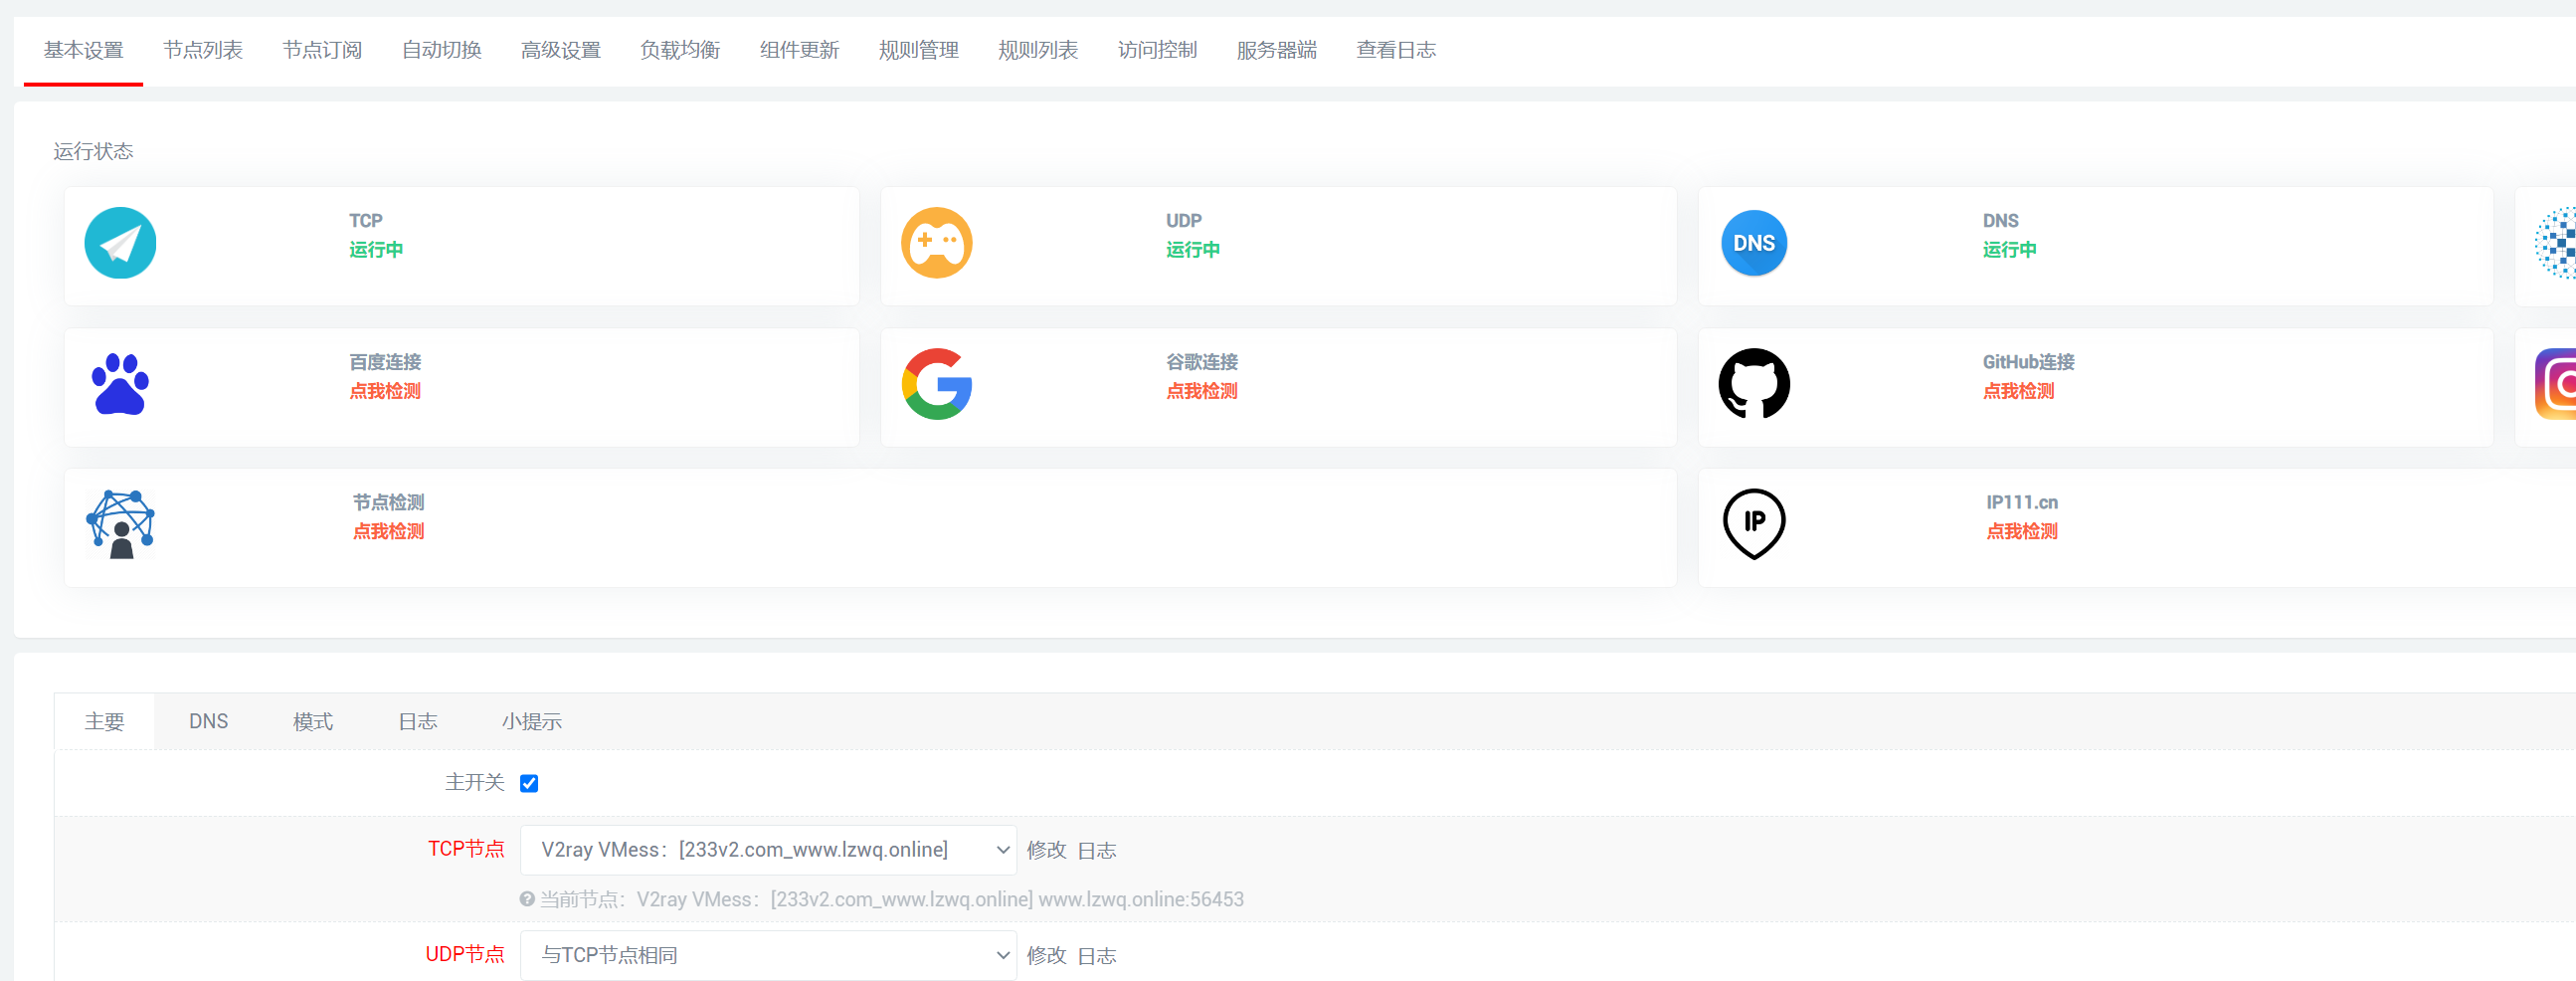 基本设置 节点列表 节点订阅 自动切换 高级设置 负载均衡 组件更新 规则管理 规则列表 访问控制 服务器端 查看日志
运行状态
TCP
运行中
UDP
运行中
DNS
DNS
运行中
百度连接
点我检测
谷歌连接
点我检测
GitHub连接
点我检测
节点检测
点我检测
IP
IP111.cn
点我检测
主要 DNS 模式 日志 小提示
主开关
TCP节点 V2ray VMess：[233v2.com_www.lzwq.online] 修改 日志
当前节点：V2ray VMess：[233v2.com_www.lzwq.online] www.lzwq.online:56453
UDP节点 与TCP节点相同 修改 日志